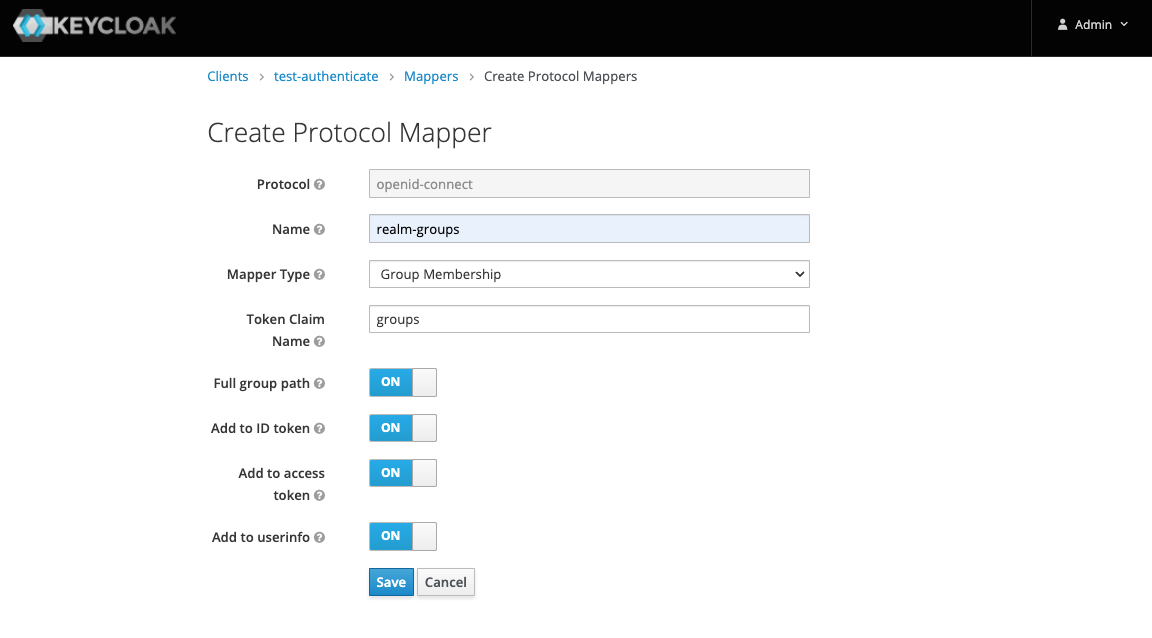 KEYCLOAK
Admin
Clients > test-authenticate > Mappers > Create Protocol Mappers
Create Protocol Mapper
Protocol ?
openid-connect
Name ?
realm-groups
Mapper Type ?
Group Membership
Token Claim
Name ?
groups
Full group path ?
ON
Add to ID token ?
ON
Add to access
token ?
ON
Add to userinfo ?
ON
Save Cancel